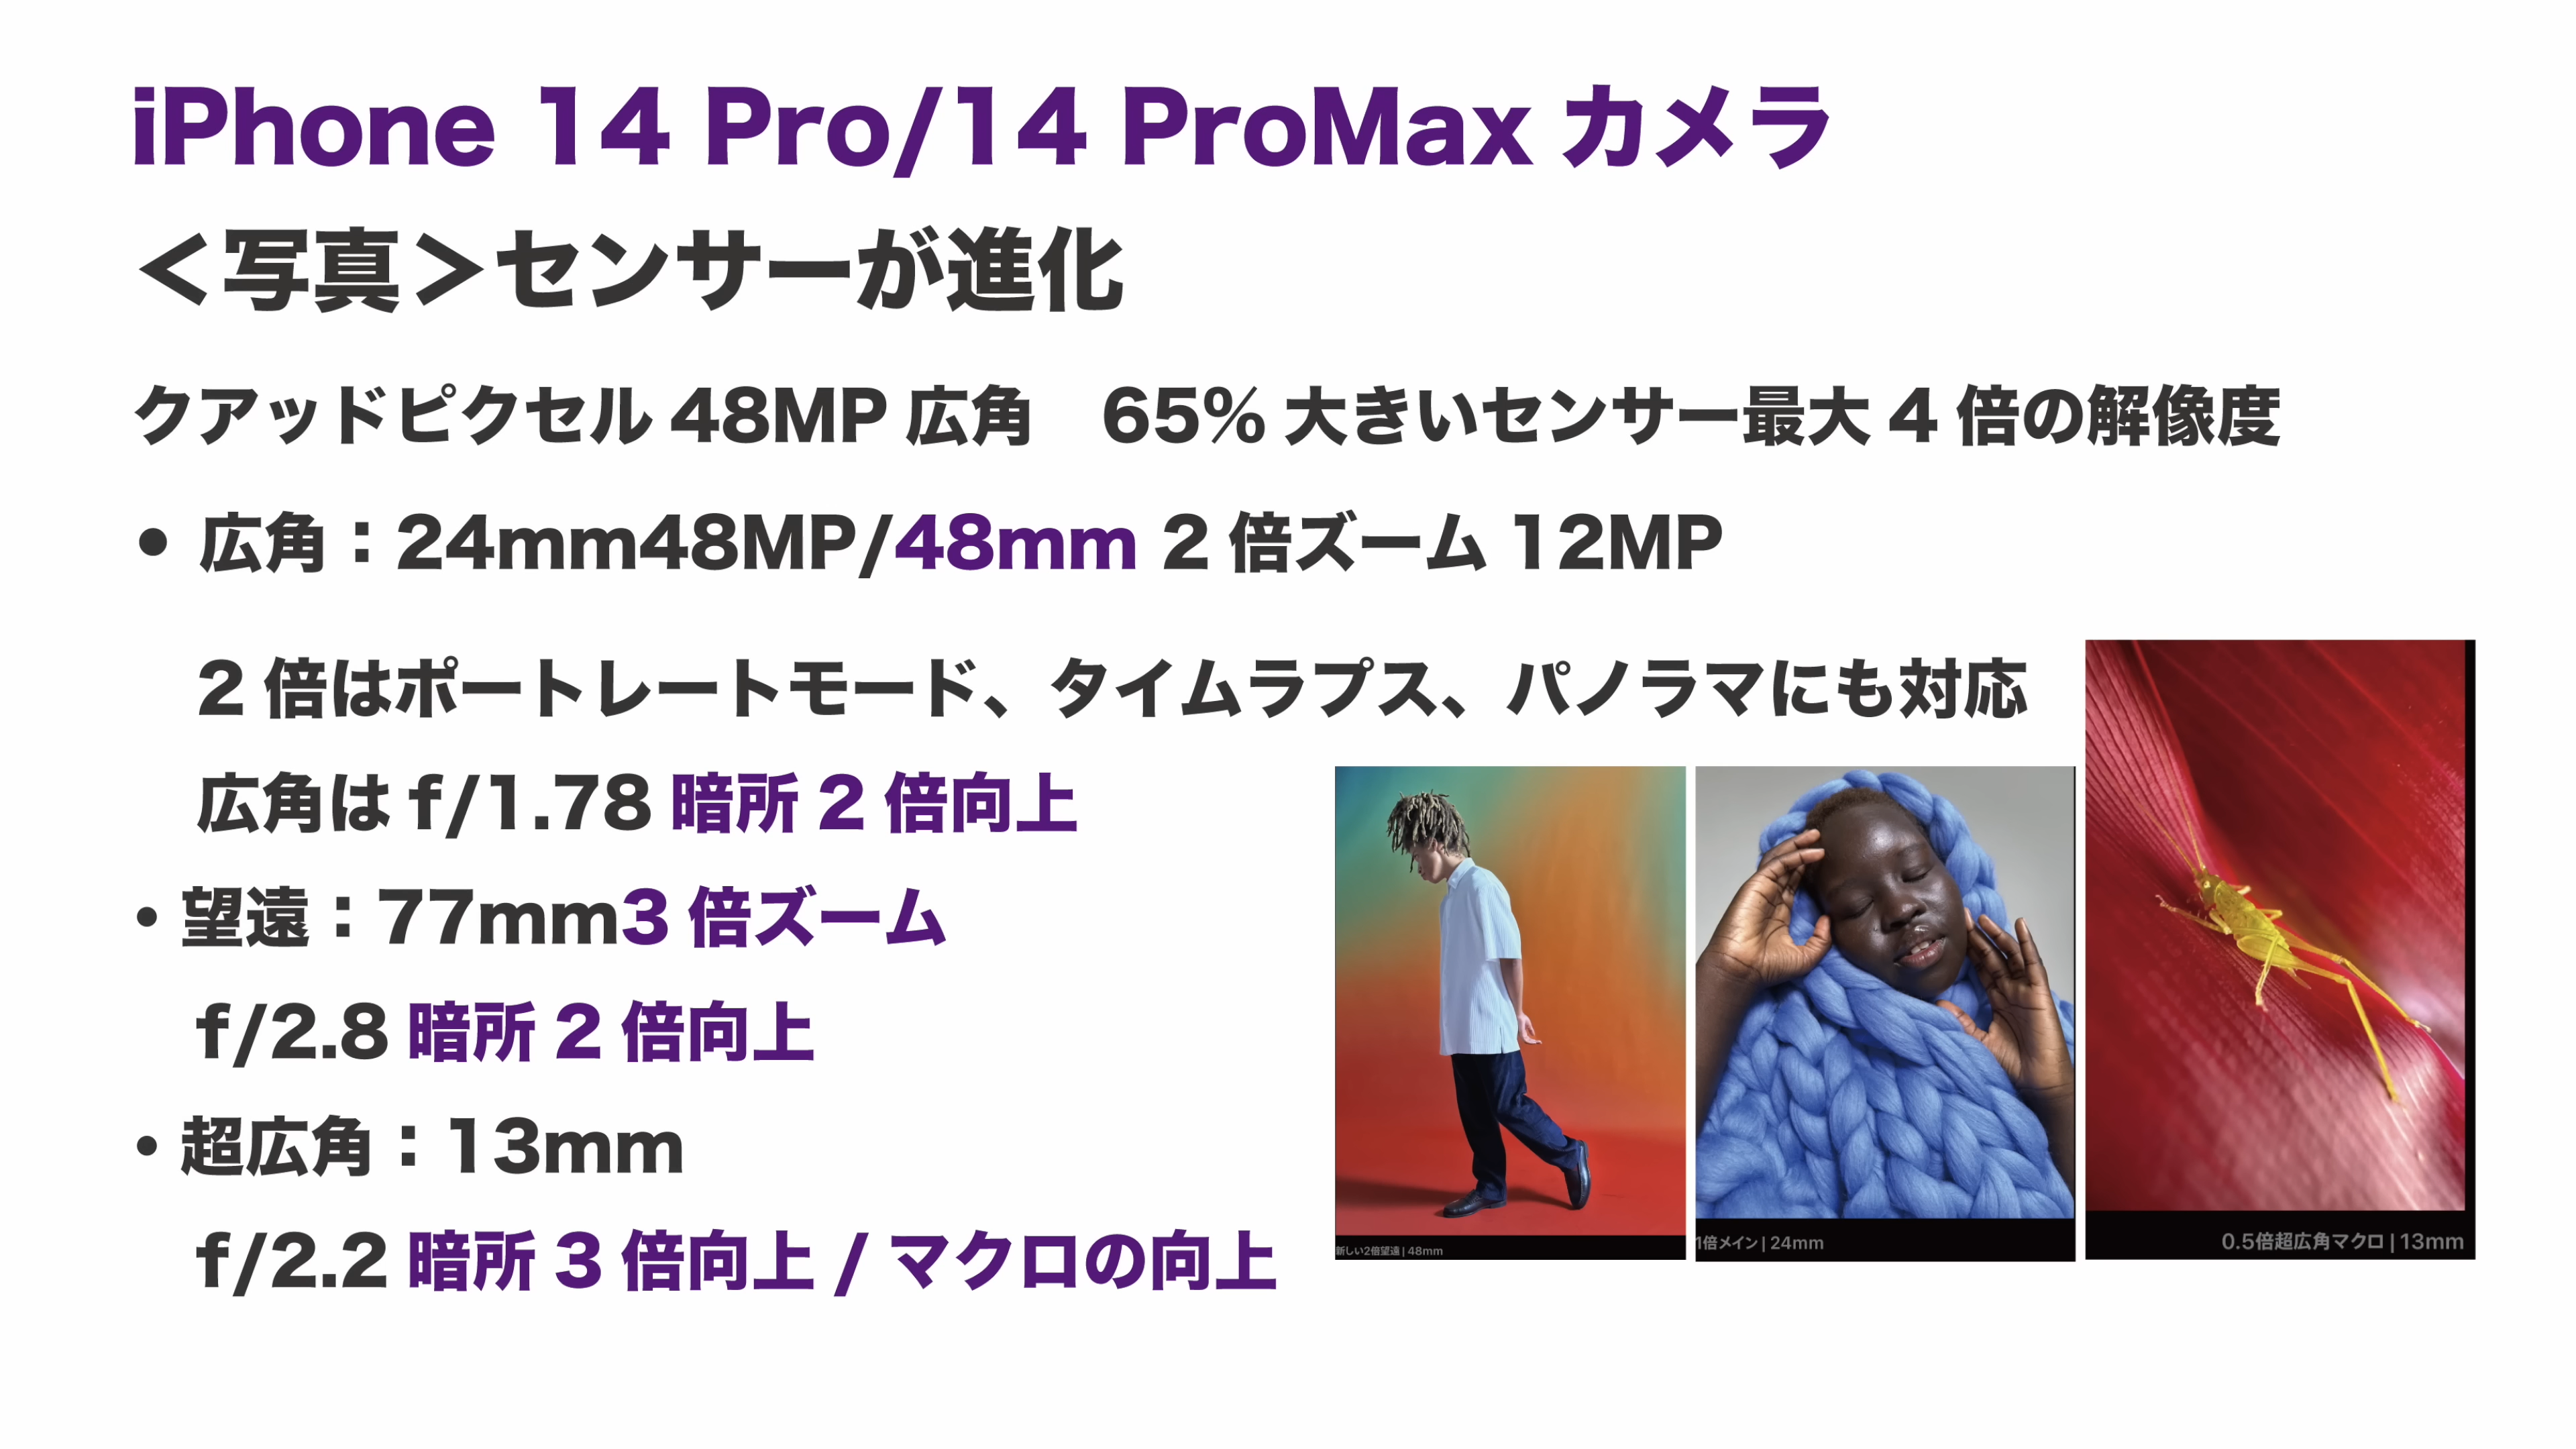 iPhone 14 Pro/14 ProMax カメラ
＜写真＞センサーが進化
クアッドピクセル 48MP 広角　65% 大きいセンサー最大 4 倍の解像度
• 広角：24mm48MP/48mm 2 倍ズーム 12MP
2 倍はポートレートモード、タイムラプス、パノラマにも対応
広角は f/1.78 暗所 2 倍向上
• 望遠：77mm3 倍ズーム
f/2.8 暗所 2 倍向上
• 超広角：13mm
f/2.2 暗所 3 倍向上 / マクロの向上
新しい2倍望遠 | 48mm
1倍メイン | 24mm
0.5倍超広角マクロ | 13mm